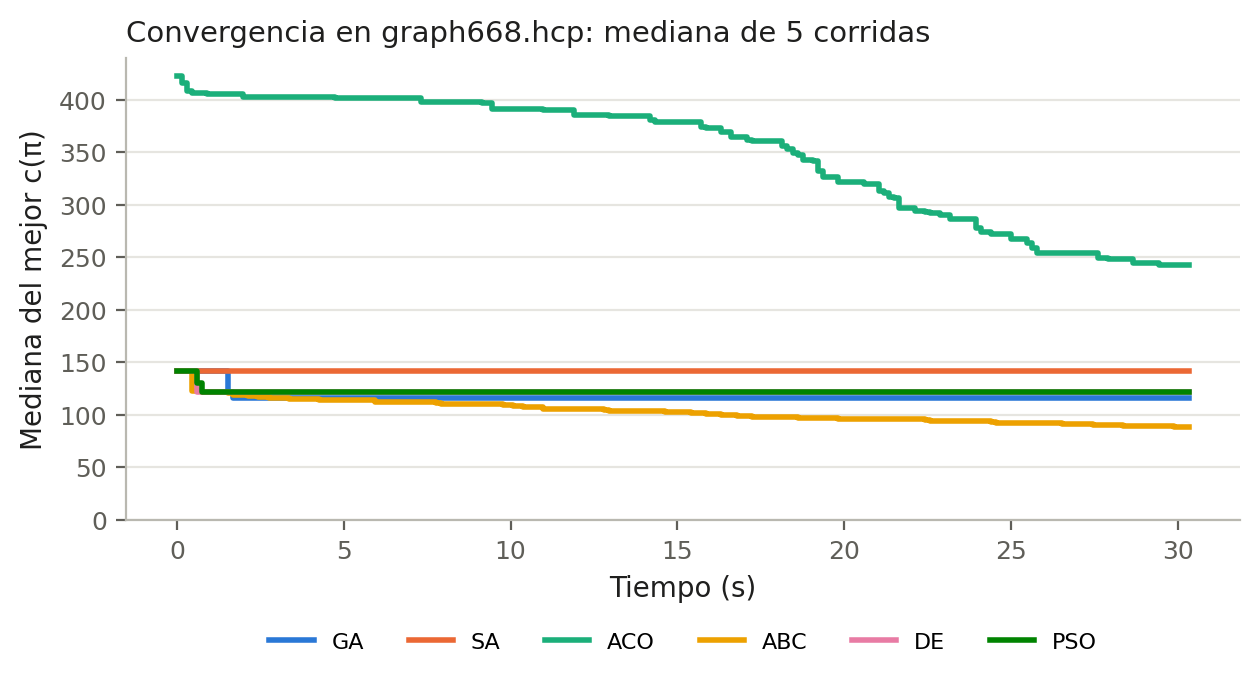 Convergencia en graph668.hcp: mediana de 5 corridas
Mediana del mejor c(π)
400
350
300
250
200
150
100
50
0
0 5 10 15 20 25 30
Tiempo (s)
GA SA ACO ABC DE PSO